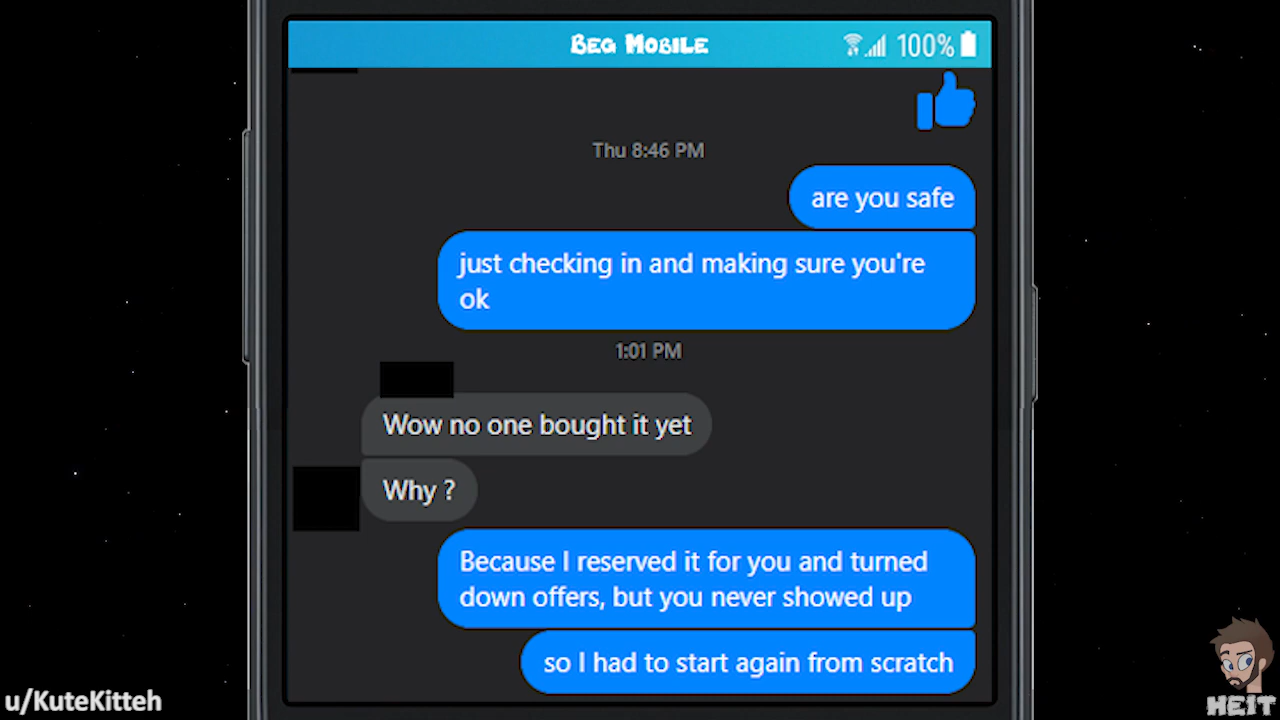 BEG MOBILE
100%
Thu 8:46 PM
are you safe
just checking in and making sure you're
ok
1:01 PM
Wow no one bought it yet
Why ?
Because I reserved it for you and turned
down offers, but you never showed up
so I had to start again from scratch
u/KuteKitteh
HEIT